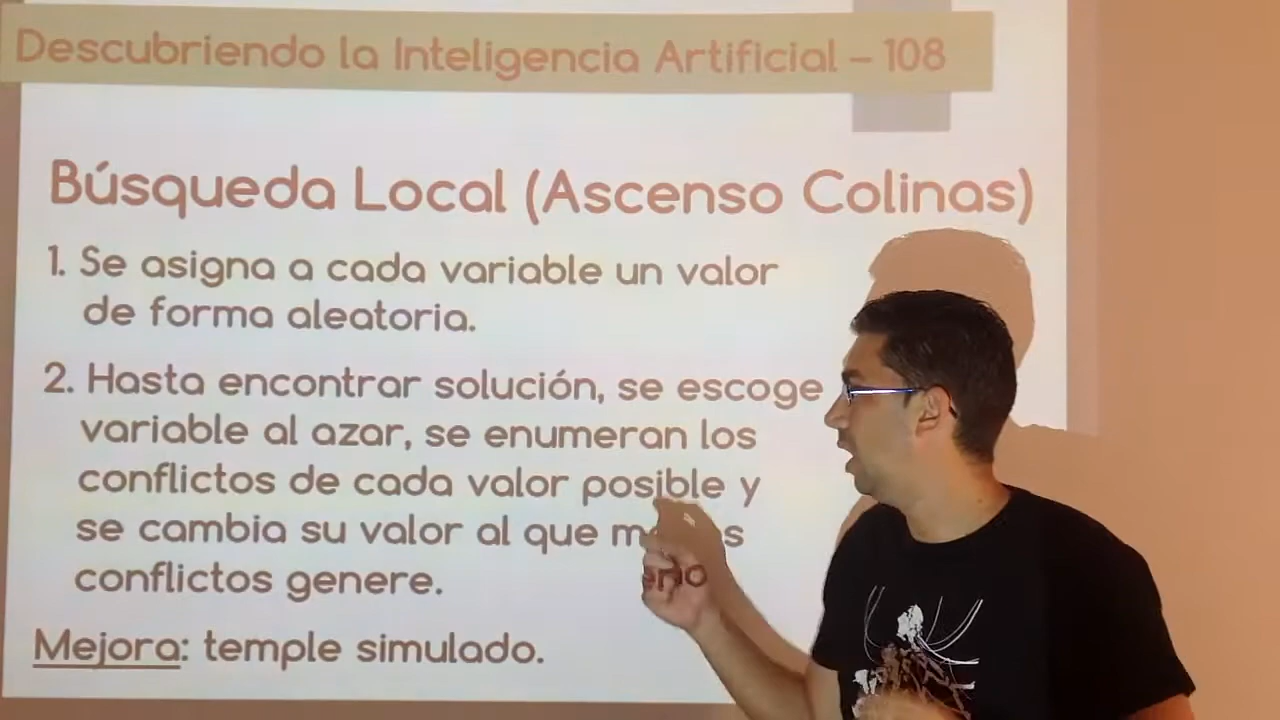 Descubriendo la Inteligencia Artificial – 108
Búsqueda Local (Ascenso Colinas)
1. Se asigna a cada variable un valor
de forma aleatoria.
2. Hasta encontrar solución, se escoge
variable al azar, se enumeran los
conflictos de cada valor posible y
se cambia su valor al que menos
conflictos genere.
Mejora: temple simulado.